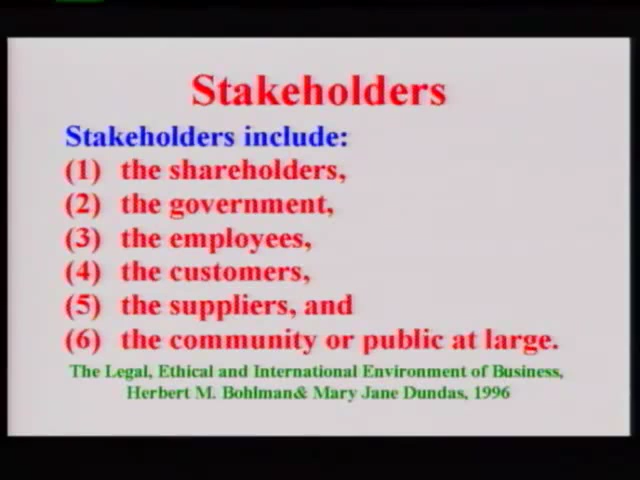 Stakeholders
Stakeholders include:
(1) the shareholders,
(2) the government,
(3) the employees,
(4) the customers,
(5) the suppliers, and
(6) the community or public at large.
The Legal, Ethical and International Environment of Business,
Herbert M. Bohlman& Mary Jane Dundas, 1996